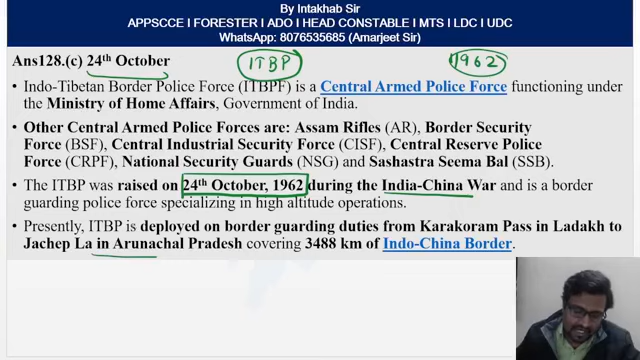 By Intakhab Sir
APPSCCE I FORESTER I ADO I HEAD CONSTABLE I MTS I LDC I UDC
WhatsApp: 8076535685 (Amarjeet Sir)
Ans128.(c) 24th October
ITBP
1962
Indo-Tibetan Border Police Force (ITBPF) is a Central Armed Police Force functioning under
the Ministry of Home Affairs, Government of India.
Other Central Armed Police Forces are: Assam Rifles (AR), Border Security
Force (BSF), Central Industrial Security Force (CISF), Central Reserve Police
Force (CRPF), National Security Guards (NSG) and Sashastra Seema Bal (SSB).
The ITBP was raised on 24th October, 1962 during the India-China War and is a border
guarding police force specializing in high altitude operations.
Presently, ITBP is deployed on border guarding duties from Karakoram Pass in Ladakh to
Jachep La in Arunachal Pradesh covering 3488 km of Indo-China Border.